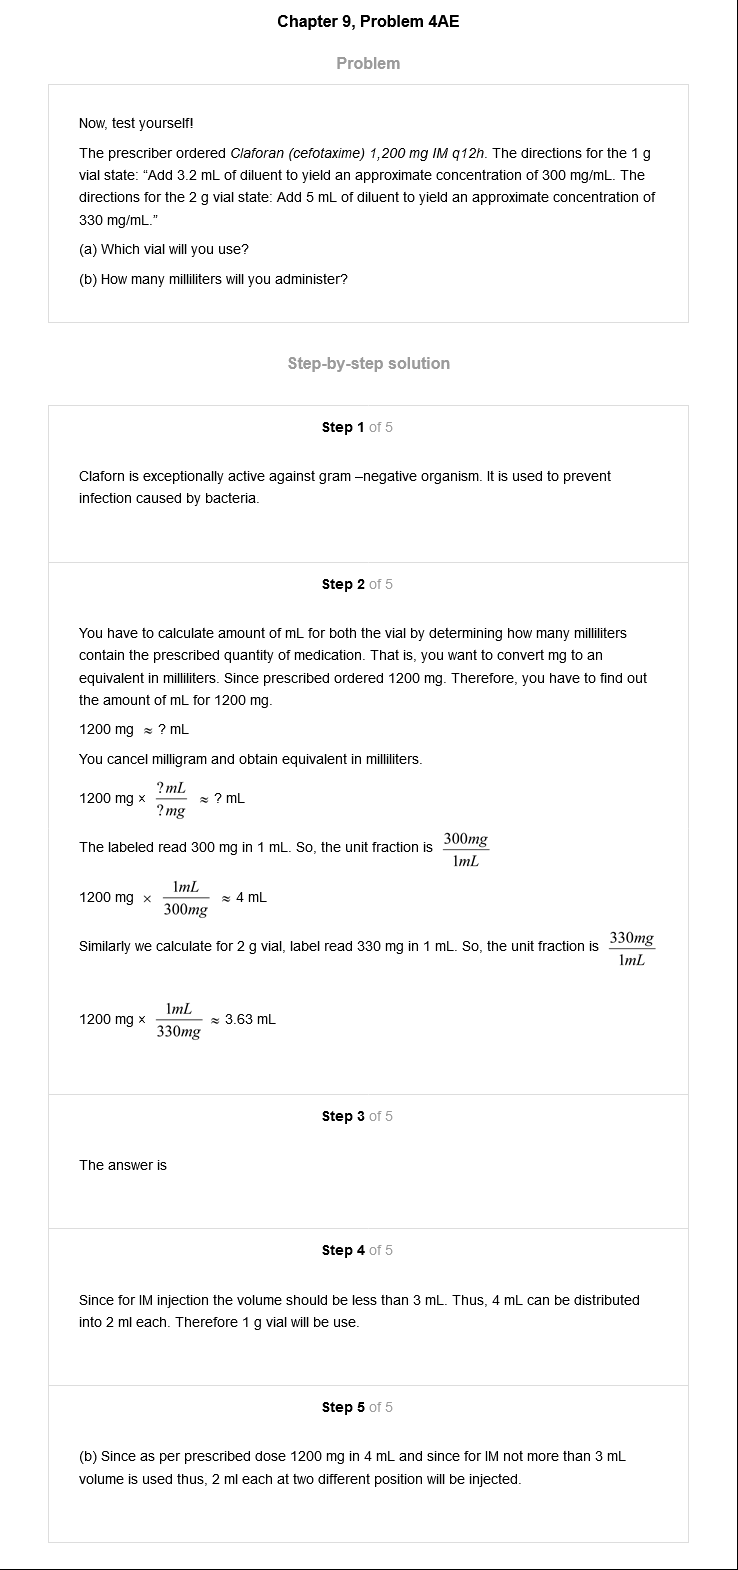 Chapter 9, Problem 4AE
Problem
Now, test yourself!
The prescriber ordered Claforan (cefotaxime) 1,200 mg IM q12h. The directions for the 1 g
vial state: “Add 3.2 mL of diluent to yield an approximate concentration of 300 mg/mL. The
directions for the 2 g vial state: Add 5 mL of diluent to yield an approximate concentration of
330 mg/mL.”
(a) Which vial will you use?
(b) How many milliliters will you administer?
Step-by-step solution
Step 1 of 5
Claforn is exceptionally active against gram –negative organism. It is used to prevent
infection caused by bacteria.
Step 2 of 5
You have to calculate amount of mL for both the vial by determining how many milliliters
contain the prescribed quantity of medication. That is, you want to convert mg to an
equivalent in milliliters. Since prescribed ordered 1200 mg. Therefore, you have to find out
the amount of mL for 1200 mg.
1200 mg ≈ ? mL
You cancel milligram and obtain equivalent in milliliters.
1200 mg × ?mL/?mg ≈ ? mL
The labeled read 300 mg in 1 mL. So, the unit fraction is 300mg/1mL
1200 mg × 1mL/300mg ≈ 4 mL
Similarly we calculate for 2 g vial, label read 330 mg in 1 mL. So, the unit fraction is 330mg/1mL
1200 mg × 1mL/330mg ≈ 3.63 mL
Step 3 of 5
The answer is
Step 4 of 5
Since for IM injection the volume should be less than 3 mL. Thus, 4 mL can be distributed
into 2 ml each. Therefore 1 g vial will be use.
Step 5 of 5
(b) Since as per prescribed dose 1200 mg in 4 mL and since for IM not more than 3 mL
volume is used thus, 2 ml each at two different position will be injected.